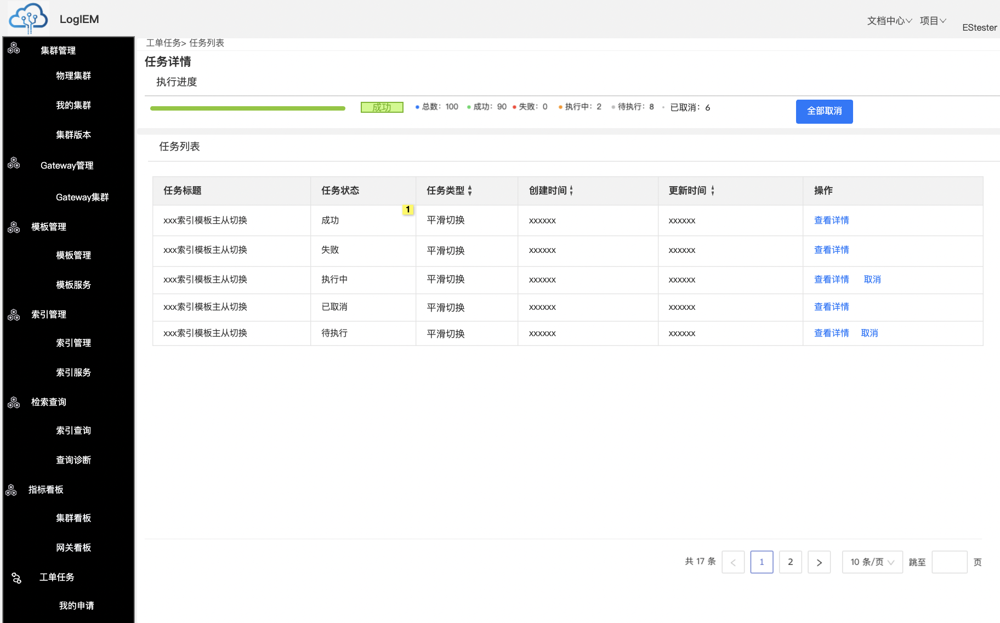 LogIEM
文档中心
项目
EStester
集群管理
物理集群
我的集群
集群版本
Gateway管理
Gateway集群
模板管理
模板管理
模板服务
索引管理
索引管理
索引服务
检索查询
索引查询
查询诊断
指标看板
集群看板
网关看板
工单任务
我的申请
工单任务> 任务列表
任务详情
执行进度
成功
总数：100 成功：90 失败：0 执行中：2 待执行：8 已取消：6
全部取消
任务列表
任务标题 任务状态 任务类型 创建时间 更新时间 操作
1
xxx索引模板主从切换 成功 平滑切换 xxxxxx xxxxxx 查看详情
xxx索引模板主从切换 失败 平滑切换 xxxxxx xxxxxx 查看详情
xxx索引模板主从切换 执行中 平滑切换 xxxxxx xxxxxx 查看详情 取消
xxx索引模板主从切换 已取消 平滑切换 xxxxxx xxxxxx 查看详情
xxx索引模板主从切换 待执行 平滑切换 xxxxxx xxxxxx 查看详情 取消
共 17 条 < 1 2 > 10 条/页 跳至 页